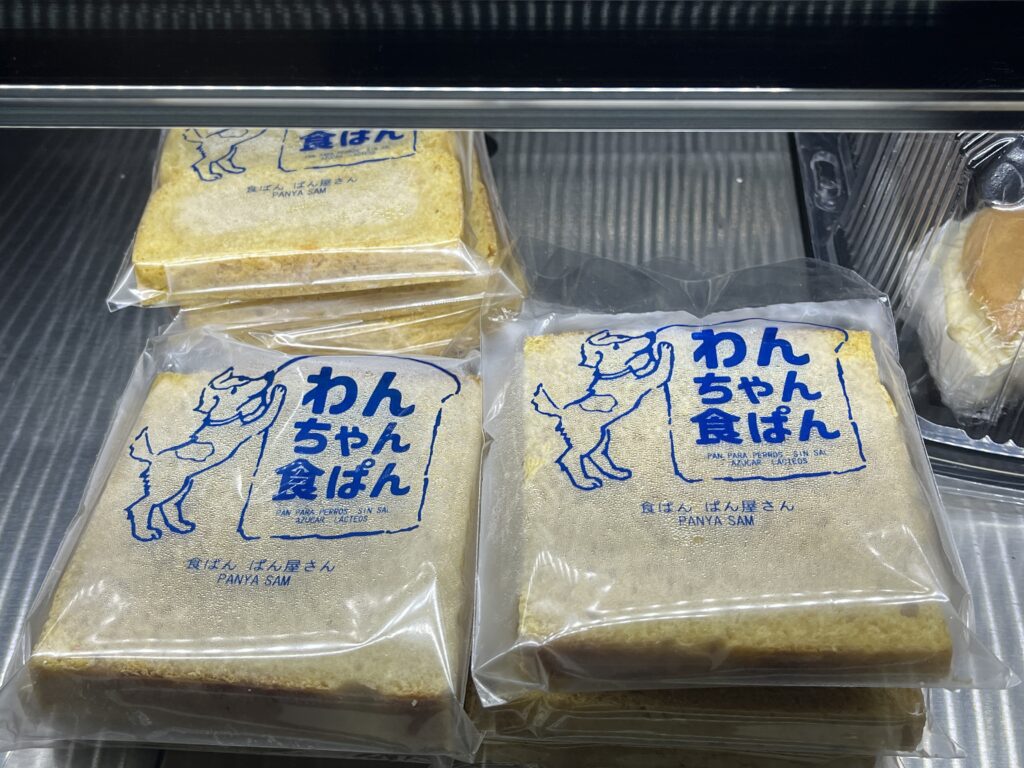 食ぱん
食ぱん ぱん屋さん
PANYA SAM
わん
ちゃん
食ぱん
PAN PARA PERROS SIN SAL
AZUCAR LACTEOS
食ぱん ぱん屋さん
PANYA SAM
わん
ちゃん
食ぱん
PAN PARA PERROS SIN SAL
AZUCAR LACTEOS
食ぱん ぱん屋さん
PANYA SAM